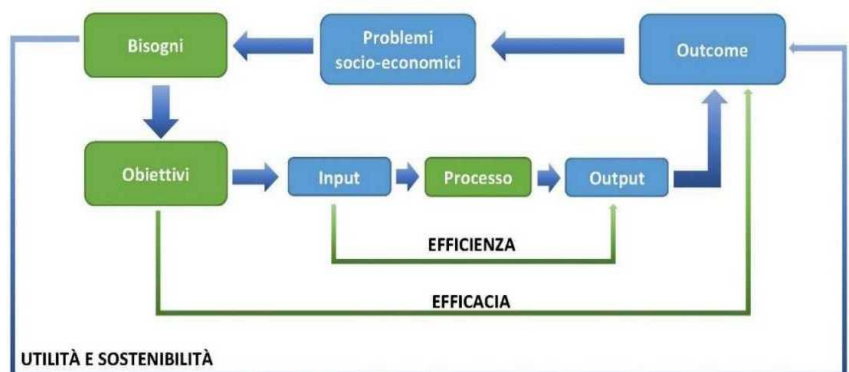 Bisogni
Problemi
socio-economici
Outcome
Obiettivi
Input
Processo
Output
EFFICIENZA
EFFICACIA
UTILITÀ E SOSTENIBILITÀ